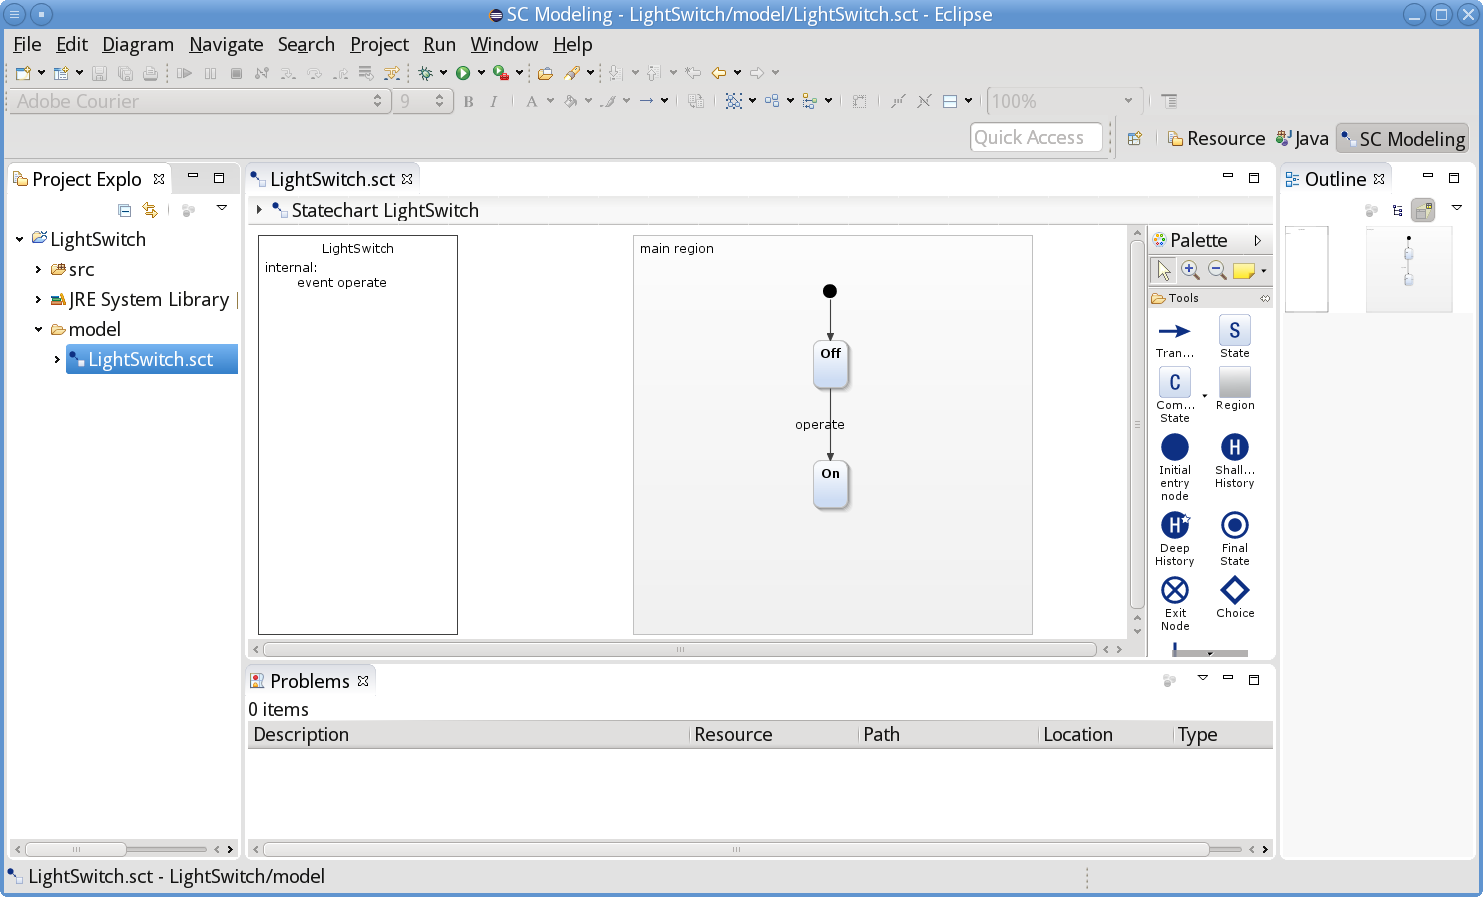 SC Modeling - LightSwitch/model/LightSwitch.sct - Eclipse
File Edit Diagram Navigate Search Project Run Window Help
Adobe Courier 9 100%
Quick Access Resource Java SC Modeling
Project Explo
LightSwitch
src
JRE System Library
model
LightSwitch.sct
LightSwitch.sct
Statechart LightSwitch
LightSwitch
internal:
event operate
main region
Off
operate
On
Palette
Tools
Tran... State
Com... State
Region
Initial entry node
Shall... History
Deep History
Final State
Exit Node
Choice
S
C
H
H
Outline
Problems
0 items
Description Resource Path Location Type
LightSwitch.sct - LightSwitch/model